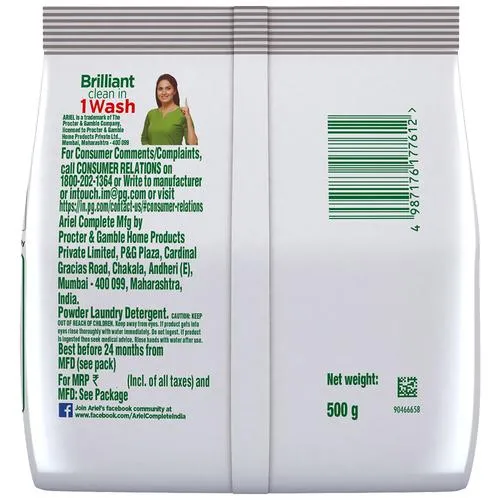 Brilliant
clean in
1 Wash
ARIEL is a trademark of The
Procter & Gamble Company,
licensed to Procter & Gamble
Home Products Private Ltd.,
Mumbai, Maharashtra - 400 099
For Consumer Comments/Complaints,
call CONSUMER RELATIONS on
1800-202-1364 or Write to manufacturer
or intouch.im@pg.com or visit
https://in.pg.com/contact-us/#consumer-relations
Ariel Complete Mfg by
Procter & Gamble Home Products
Private Limited, P&G Plaza, Cardinal
Gracias Road, Chakala, Andheri (E),
Mumbai - 400 099, Maharashtra,
India.
Powder Laundry Detergent. CAUTION: KEEP
OUT OF REACH OF CHILDREN. Keep away from eyes. If product gets into
eyes rinse thoroughly with water immediately. Do not ingest. If product
is ingested then seek medical advice. Rinse hands with water after use.
Best before 24 months from
MFD (see pack)
For MRP ₹ (Incl. of all taxes) and
MFD: See Package
Join Ariel's facebook community at
www.facebook.com/ArielCompleteIndia
4 987176 177612 >
Net weight:
500 g
90466658